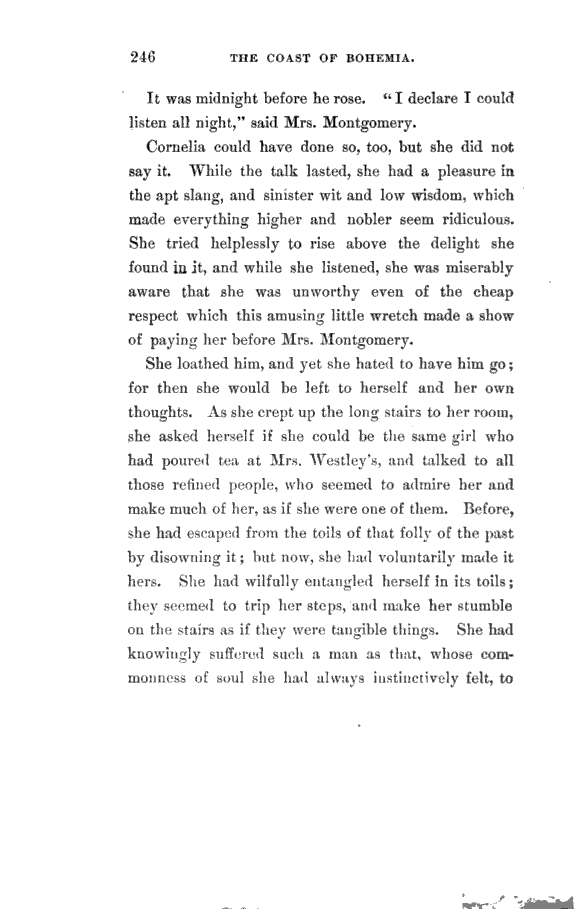 246 THE COAST OF BOHEMIA.
It was midnight before he rose. “I declare I could
listen all night,” said Mrs. Montgomery.
Cornelia could have done so, too, but she did not
say it. While the talk lasted, she had a pleasure in
the apt slang, and sinister wit and low wisdom, which
made everything higher and nobler seem ridiculous.
She tried helplessly to rise above the delight she
found in it, and while she listened, she was miserably
aware that she was unworthy even of the cheap
respect which this amusing little wretch made a show
of paying her before Mrs. Montgomery.
She loathed him, and yet she hated to have him go;
for then she would be left to herself and her own
thoughts. As she crept up the long stairs to her room,
she asked herself if she could be the same girl who
had poured tea at Mrs. Westley’s, and talked to all
those refined people, who seemed to admire her and
make much of her, as if she were one of them. Before,
she had escaped from the toils of that folly of the past
by disowning it; but now, she had voluntarily made it
hers. She had wilfully entangled herself in its toils;
they seemed to trip her steps, and make her stumble
on the stairs as if they were tangible things. She had
knowingly suffered such a man as that, whose com-
monness of soul she had always instinctively felt, to